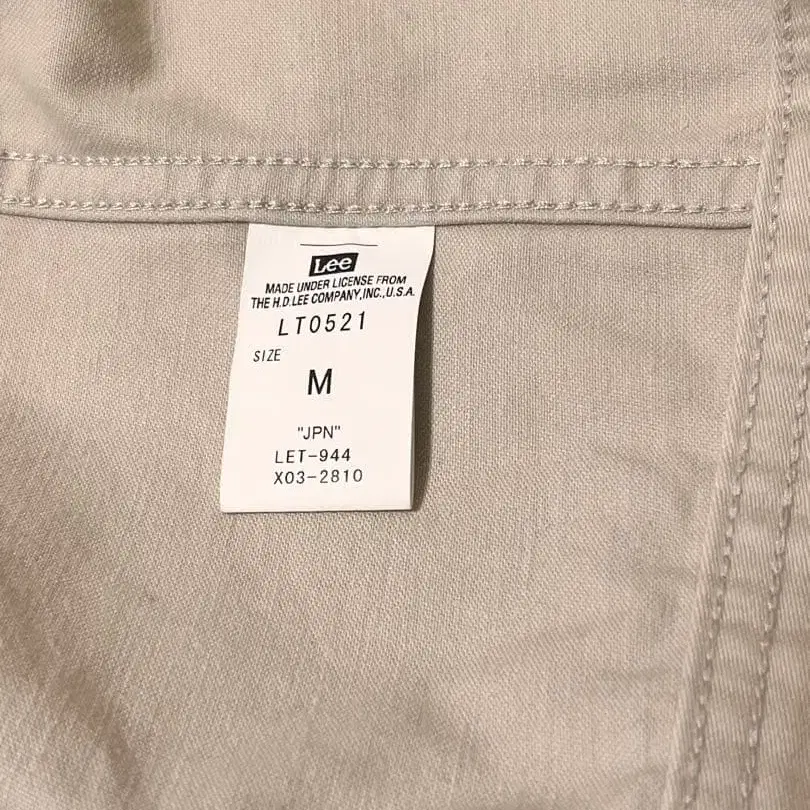 Lee
MADE UNDER LICENSE FROM
THE H.D.LEE COMPANY,INC.,U.S.A.
LT0521
SIZE
M
"JPN"
LET-944
X03-2810